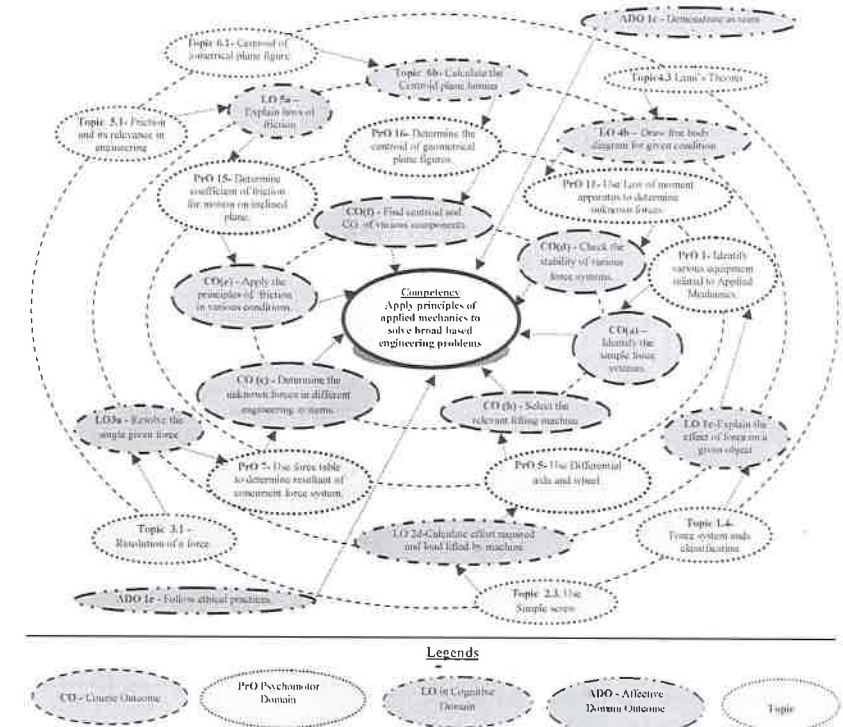 ADO 1c - Demonstrate as team
Topic 6.1- Centroid of
geometrical plane figure
Topic 6b- Calculate the
Centroid plane lamina
Topic4.3 Lami's Theorm
LO 5a -
Explain laws of
friction
Topic 5.1- Friction
and its relevance in
engineering
PrO 16- Determine the
centroid of geometrical
plane figures.
LO 4b - Draw free body
diagram for given condition
PrO 15- Determine
coefficient of friction
for motion on inclined
plane.
PrO 11- Use Law of moment
apparatus to determine
unknown forces.
CO(f) - Find centroid and
CG of various components
CO(d) - Check the
stability of various
force systems.
PrO 1- Identify
various equipment
related to Applied
Mechanics.
CO(e) - Apply the
principles of friction
in various conditions.
Competency
Apply principles of
applied mechanics to
solve broad based
engineering problems
CO(a) -
Identify the
simple force
systems.
CO (c) - Determine the
unknown forces in different
engineering systems.
CO (b) - Select the
relevant lifting machine
LO3a - Resolve the
single given force
LO 1c-Explain the
effect of force on a
given object
PrO 7- Use force table
to determine resultant of
concurrent force system.
PrO 5- Use Differential
axle and wheel
Topic 3.1 -
Resolution of a force
LO 2d-Calculate effort required
and load lifted by machine
Topic 1.4-
Force system and
classification
ADO 1e - Follow ethical practices.
Topic 2.3. Use
Simple screw
Legends
CO - Course Outcome
PrO Psychomotor
Domain
LO in Cognitive
Domain
ADO - Affective
Domain Outcome
Topic